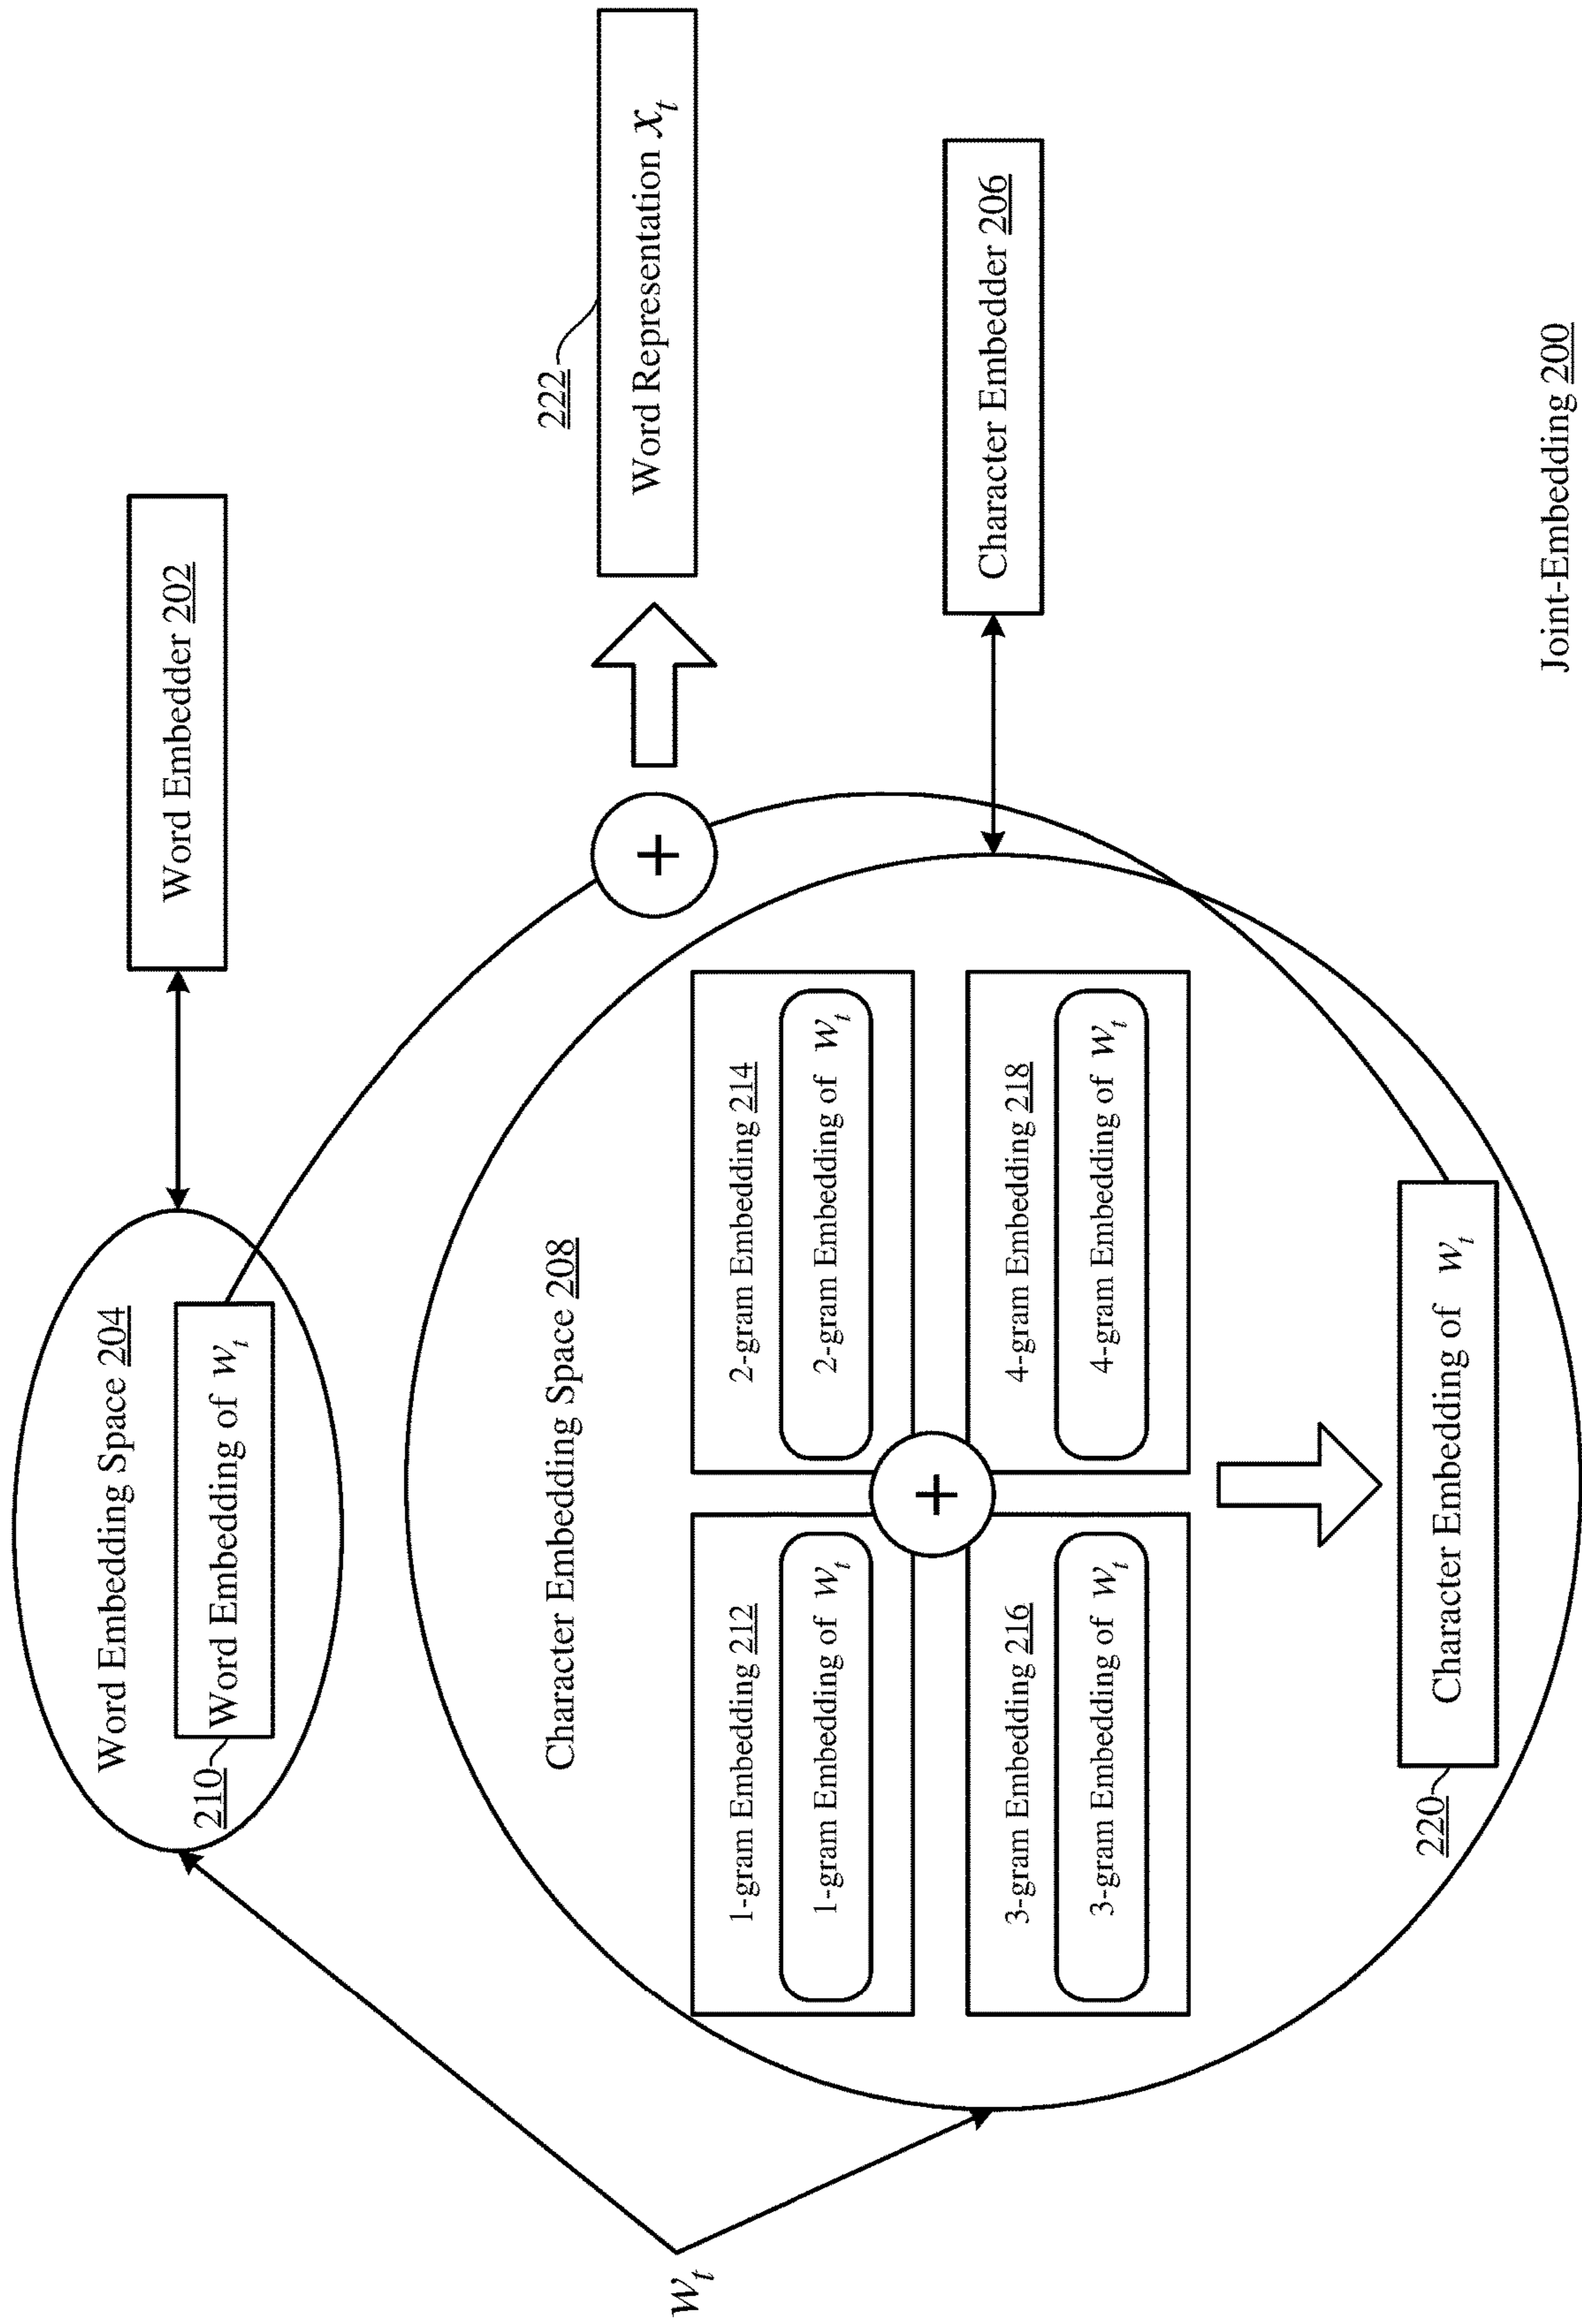 Word Embedding Space 204
210
Word Embedding of w_t
Word Embedder 202
w_t
Character Embedding Space 208
1-gram Embedding 212
1-gram Embedding of w_t
2-gram Embedding 214
2-gram Embedding of w_t
+
3-gram Embedding 216
3-gram Embedding of w_t
4-gram Embedding 218
4-gram Embedding of w_t
220
Character Embedding of w_t
+
222
Word Representation x_t
Character Embedder 206
Joint-Embedding 200